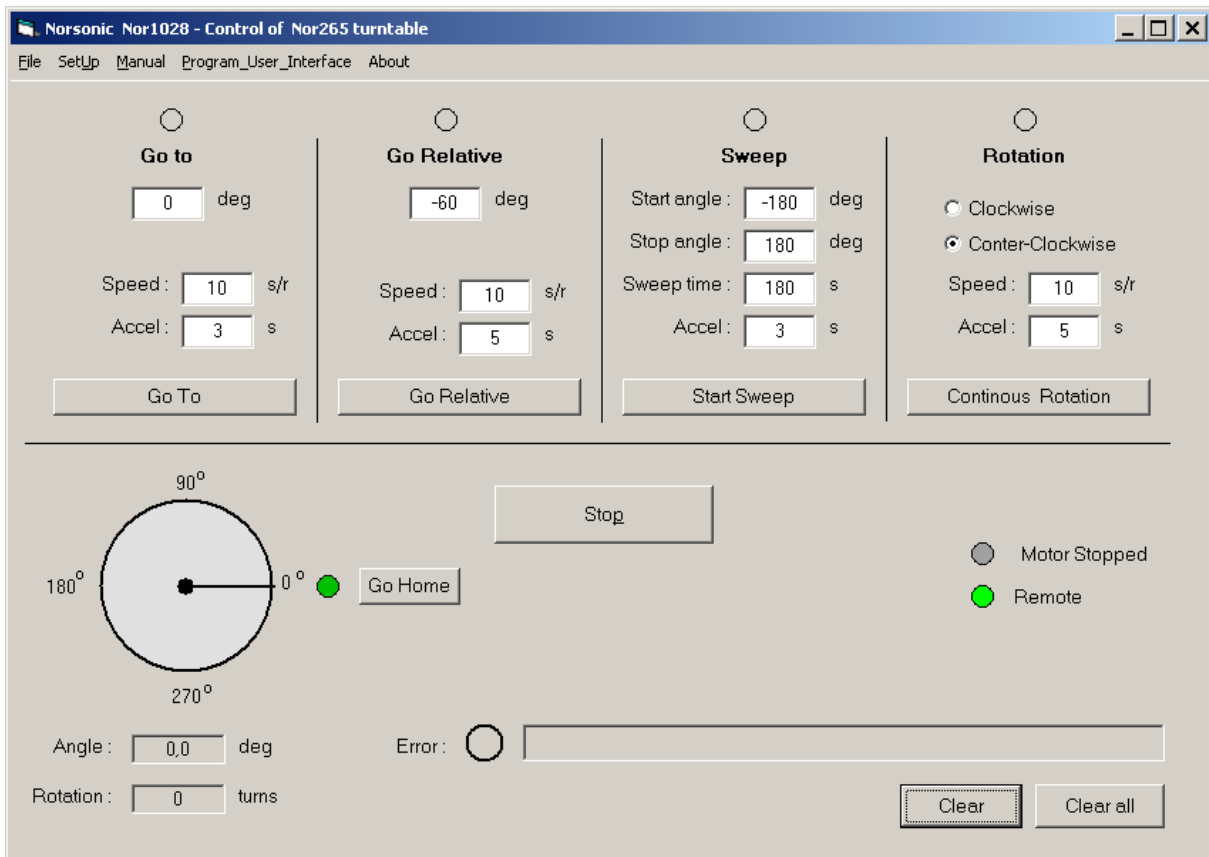 Norsonic Nor1028 - Control of Nor265 turntable
File SetUp Manual Program_User_Interface About
Go to
0 deg
Speed : 10 s/r
Accel : 3 s
Go To
Go Relative
-60 deg
Speed : 10 s/r
Accel : 5 s
Go Relative
Sweep
Start angle : -180 deg
Stop angle : 180 deg
Sweep time : 180 s
Accel : 3 s
Start Sweep
Rotation
Clockwise
Conter-Clockwise
Speed : 10 s/r
Accel : 5 s
Continous Rotation
90°
180°
0°
270°
Go Home
Stop
Motor Stopped
Remote
Angle : 0,0 deg
Rotation : 0 turns
Error :
Clear
Clear all